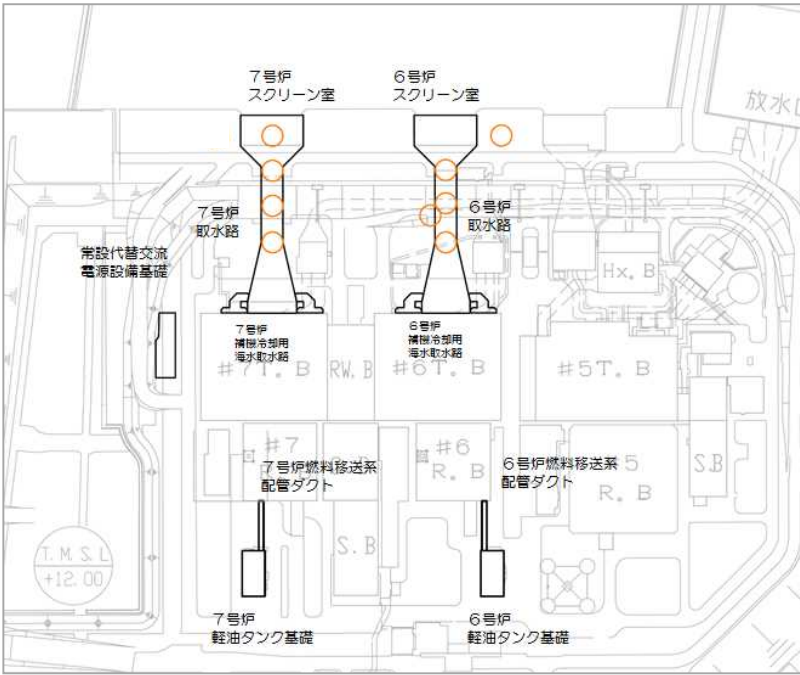 7号炉
スクリーン室
6号炉
スクリーン室
放水口
7号炉
取水路
6号炉
取水路
常設代替交流
電源設備基礎
Hx. B
7号炉
補機冷却用
海水取水路
6号炉
補機冷却用
海水取水路
#7T. B
RW. B
#6T. B
#5T. B
#7
R. B
#6
R. B
5
R. B
S.B
7号炉燃料移送系
配管ダクト
6号炉燃料移送系
配管ダクト
S. B
T. M. S. L
+12. 00
7号炉
軽油タンク基礎
6号炉
軽油タンク基礎